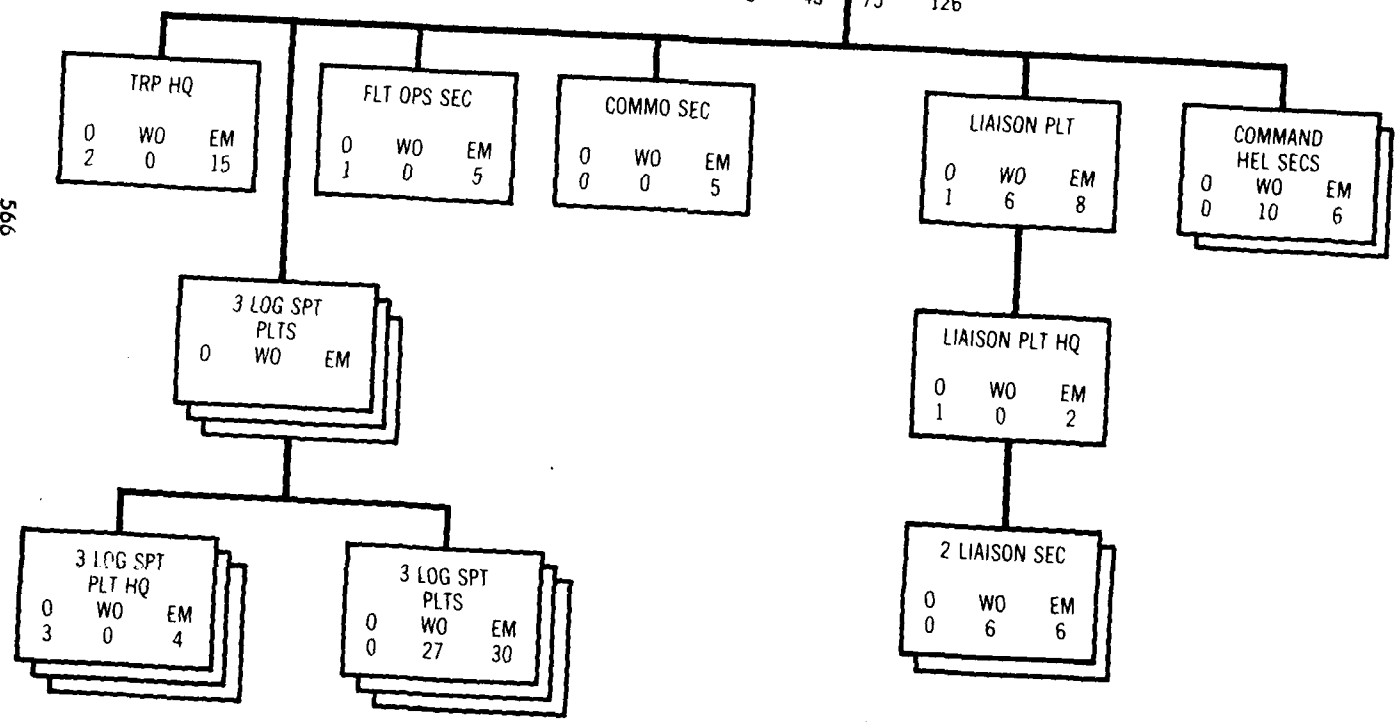 75 126
TRP HQ
O WO EM
2 0 15
FLT OPS SEC
O WO EM
1 0 5
COMMO SEC
O WO EM
0 0 5
LIAISON PLT
O WO EM
1 6 8
COMMAND
HEL SECS
O WO EM
0 10 6
566
3 LOG SPT
PLTS
O WO EM
LIAISON PLT HQ
O WO EM
1 0 2
3 LOG SPT
PLT HQ
O WO EM
3 0 4
3 LOG SPT
PLTS
O WO EM
0 27 30
2 LIAISON SEC
O WO EM
0 6 6